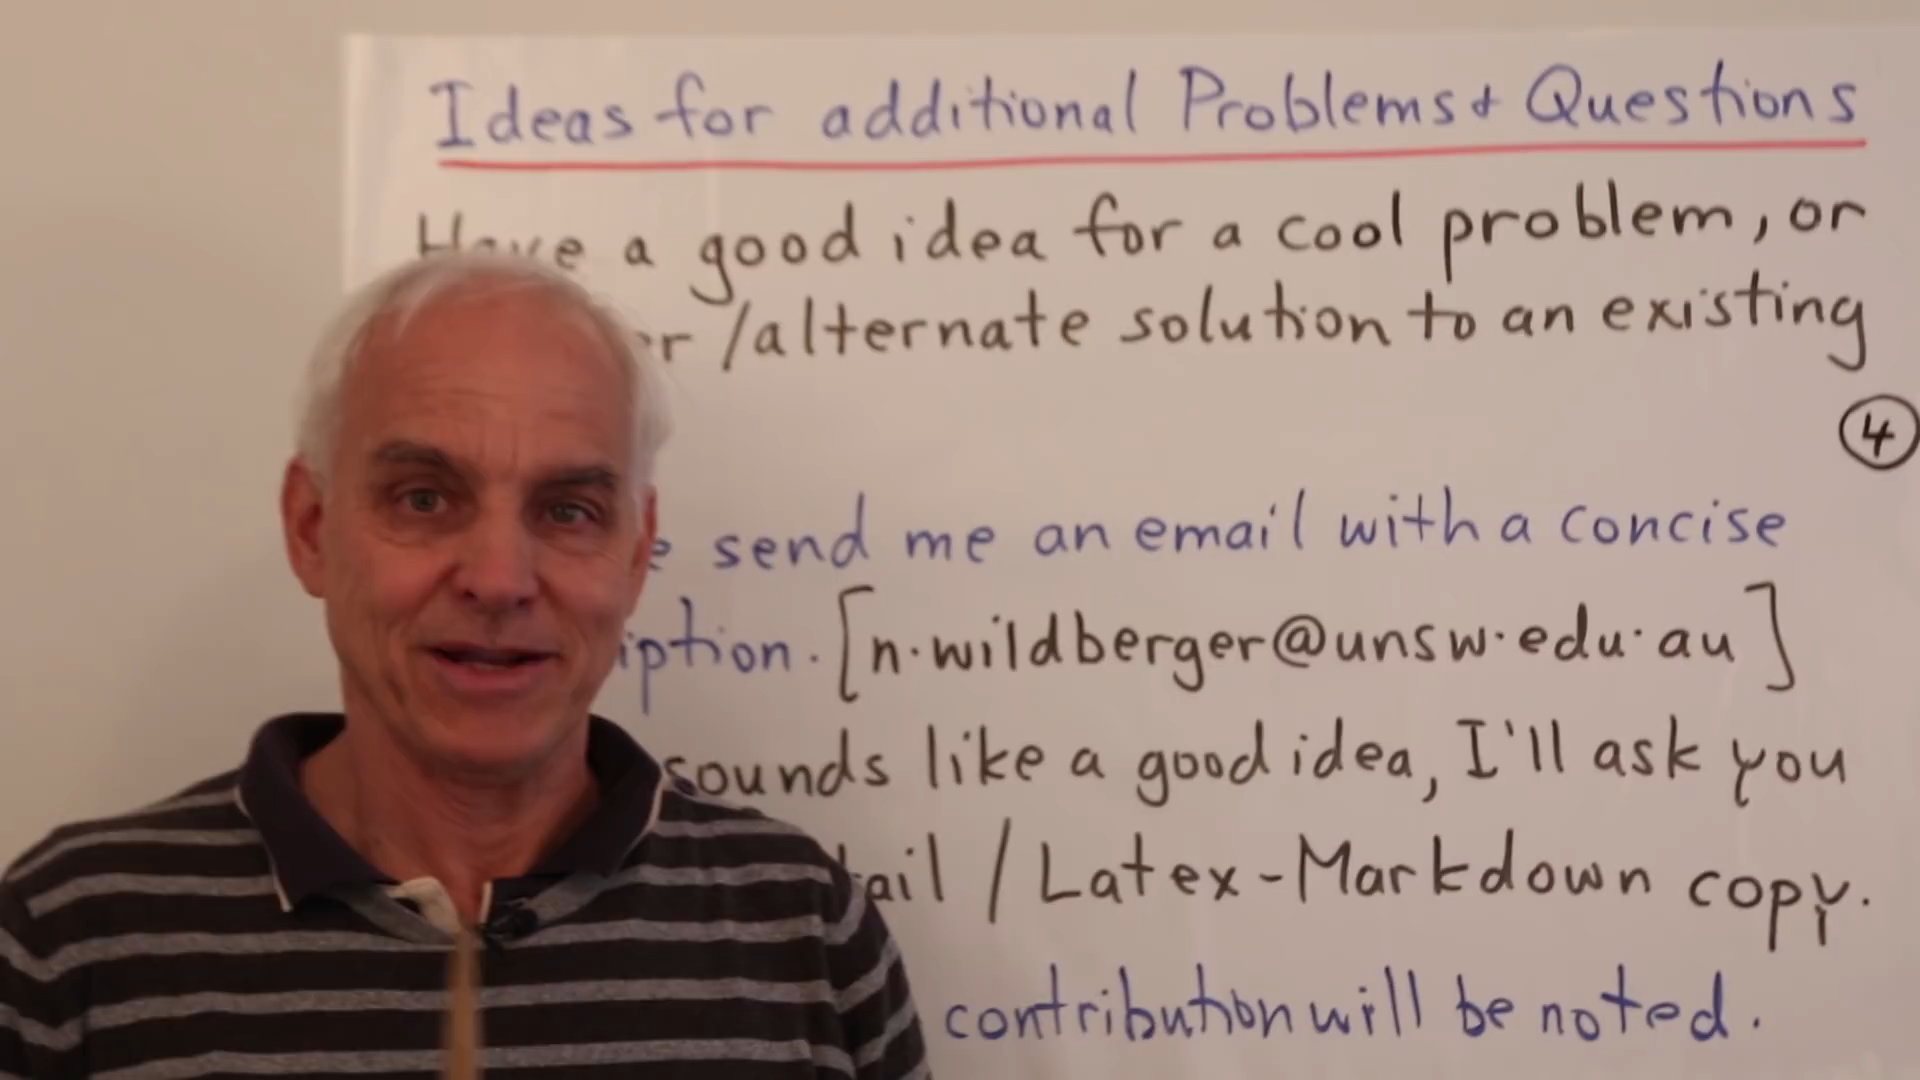 Ideas for additional Problems & Questions
Have a good idea for a cool problem, or
/alternate solution to an existing
4
send me an email with a concise
iption. [n.wildberger@unsw.edu.au]
sounds like a good idea, I'll ask you
ail / Latex-Markdown copy.
contribution will be noted.